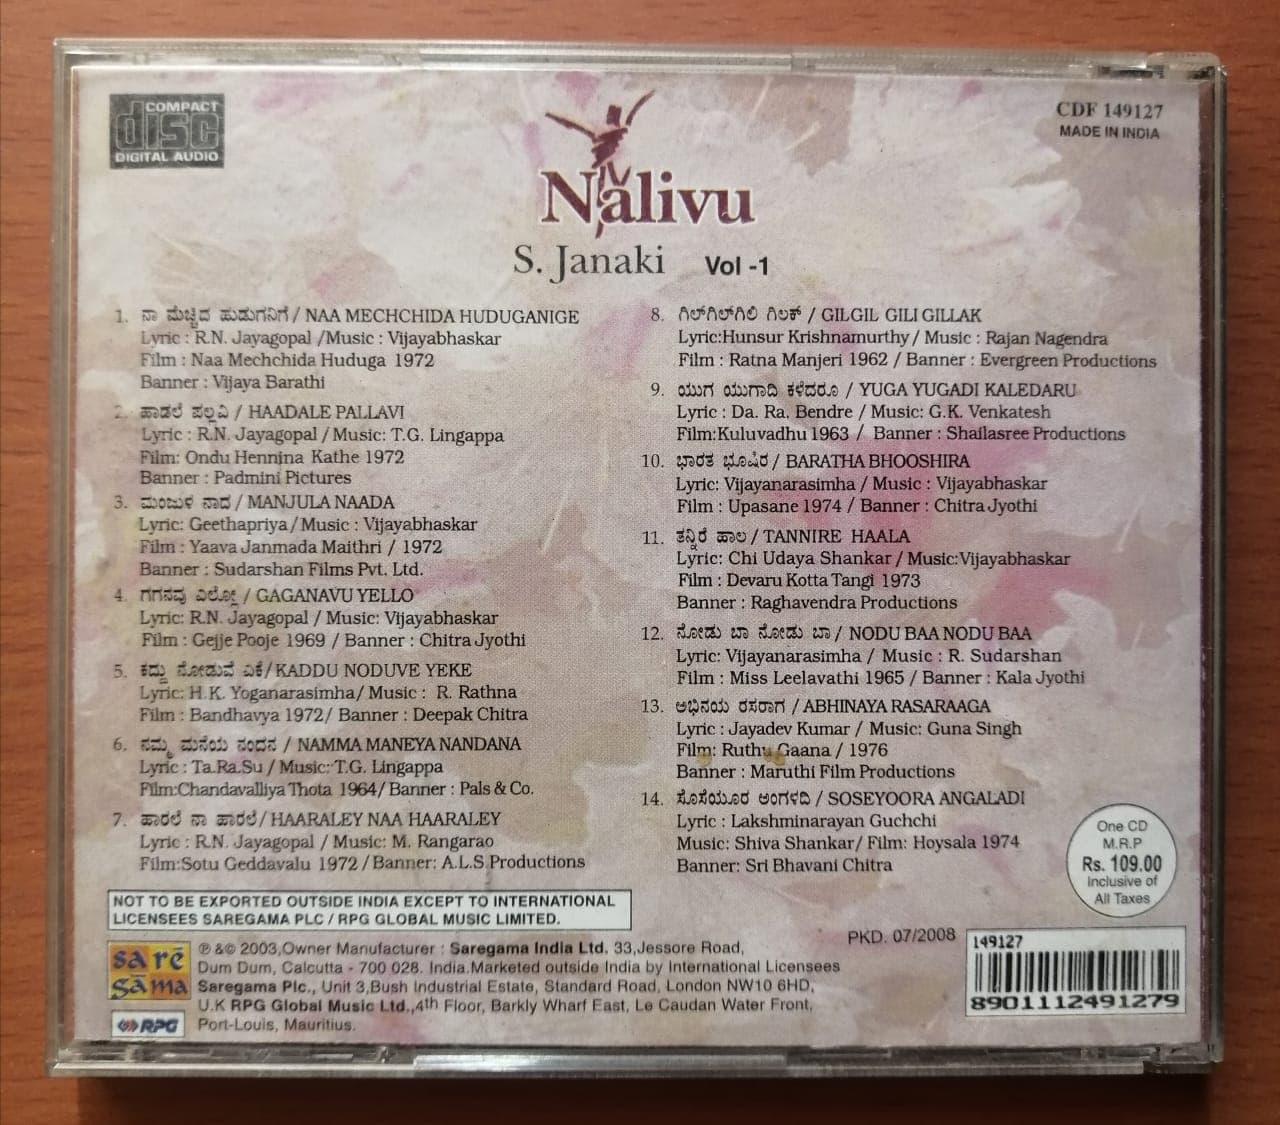 COMPACT
disc
DIGITAL AUDIO
CDF 149127
MADE IN INDIA
Nalivu
S. Janaki Vol -1
1. ನಾ ಮೆಚ್ಚಿದ ಹುಡುಗನಿಗೆ / NAA MECHCHIDA HUDUGANIGE
Lyric : R.N. Jayagopal /Music : Vijayabhaskar
Film : Naa Mechchida Huduga 1972
Banner : Vijaya Barathi
2. ಹಾಡಲೆ ಪಲ್ಲವಿ / HAADALE PALLAVI
Lyric : R.N. Jayagopal / Music: T.G. Lingappa
Film: Ondu Hennina Kathe 1972
Banner : Padmini Pictures
3. ಮಂಜುಳ ನಾದ / MANJULA NAADA
Lyric: Geethapriya / Music : Vijayabhaskar
Film : Yaava Janmada Maithri / 1972
Banner : Sudarshan Films Pvt. Ltd.
4. ಗಗನವು ಎಲ್ಲೋ / GAGANAVU YELLO
Lyric: R.N. Jayagopal / Music: Vijayabhaskar
Film : Gejje Pooje 1969 / Banner : Chitra Jyothi
5. ಕದ್ದು ನೋಡುವೆ ಏಕೆ/ KADDU NODUVE YEKE
Lyric: H.K. Yoganarasimha/ Music : R. Rathna
Film : Bandhavya 1972/ Banner : Deepak Chitra
6. ನಮ್ಮ ಮನೆಯ ನಂದನ / NAMMA MANEYA NANDANA
Lyric : Ta.Ra.Su / Music: T.G. Lingappa
Film:Chandavalliya Thota 1964/ Banner : Pals & Co.
7. ಹಾರಲೆ ನಾ ಹಾರಲೆ/ HAARALEY NAA HAARALEY
Lyric : R.N. Jayagopal / Music: M. Rangarao
Film:Sotu Geddavalu 1972 / Banner: A.L.S Productions
8. ಗಿಲ್‌ಗಿಲ್‌ಗಿಲಿ ಗಿಲಕ್ / GILGIL GILI GILLAK
Lyric:Hunsur Krishnamurthy / Music : Rajan Nagendra
Film : Ratna Manjeri 1962 / Banner : Evergreen Productions
9. ಯುಗ ಯುಗಾದಿ ಕಳೆದರೂ / YUGA YUGADI KALEDARU
Lyric : Da. Ra. Bendre / Music: G.K. Venkatesh
Film:Kuluvadhu 1963 / Banner : Shailasree Productions
10. ಭಾರತ ಭೂಷಿರ / BARATHA BHOOSHIRA
Lyric: Vijayanarasimha / Music : Vijayabhaskar
Film : Upasane 1974 / Banner : Chitra Jyothi
11. ತನ್ನಿರೆ ಹಾಲ / TANNIRE HAALA
Lyric: Chi Udaya Shankar / Music:Vijayabhaskar
Film : Devaru Kotta Tangi 1973
Banner : Raghavendra Productions
12. ನೋಡು ಬಾ ನೋಡು ಬಾ / NODU BAA NODU BAA
Lyric: Vijayanarasimha / Music : R. Sudarshan
Film : Miss Leelavathi 1965 / Banner : Kala Jyothi
13. ಅಭಿನಯ ರಸರಾಗ / ABHINAYA RASARAAGA
Lyric : Jayadev Kumar / Music: Guna Singh
Film: Ruthu Gaana / 1976
Banner : Maruthi Film Productions
14. ಸೊಸೆಯೂರ ಅಂಗಳದಿ / SOSEYOORA ANGALADI
Lyric : Lakshminarayan Guchchi
Music: Shiva Shankar/ Film: Hoysala 1974
Banner: Sri Bhavani Chitra
One CD
M.R.P
Rs. 109.00
Inclusive of
All Taxes
NOT TO BE EXPORTED OUTSIDE INDIA EXCEPT TO INTERNATIONAL
LICENSEES SAREGAMA PLC / RPG GLOBAL MUSIC LIMITED.
sa rē
gāma
RPG
℗ &© 2003,Owner Manufacturer : Saregama India Ltd. 33,Jessore Road,
Dum Dum, Calcutta - 700 028. India.Marketed outside India by International Licensees
Saregama Plc., Unit 3,Bush Industrial Estate, Standard Road, London NW10 6HD,
U.K RPG Global Music Ltd.,4th Floor, Barkly Wharf East, Le Caudan Water Front,
Port-Louis, Mauritius.
PKD. 07/2008
149127
8901112491279